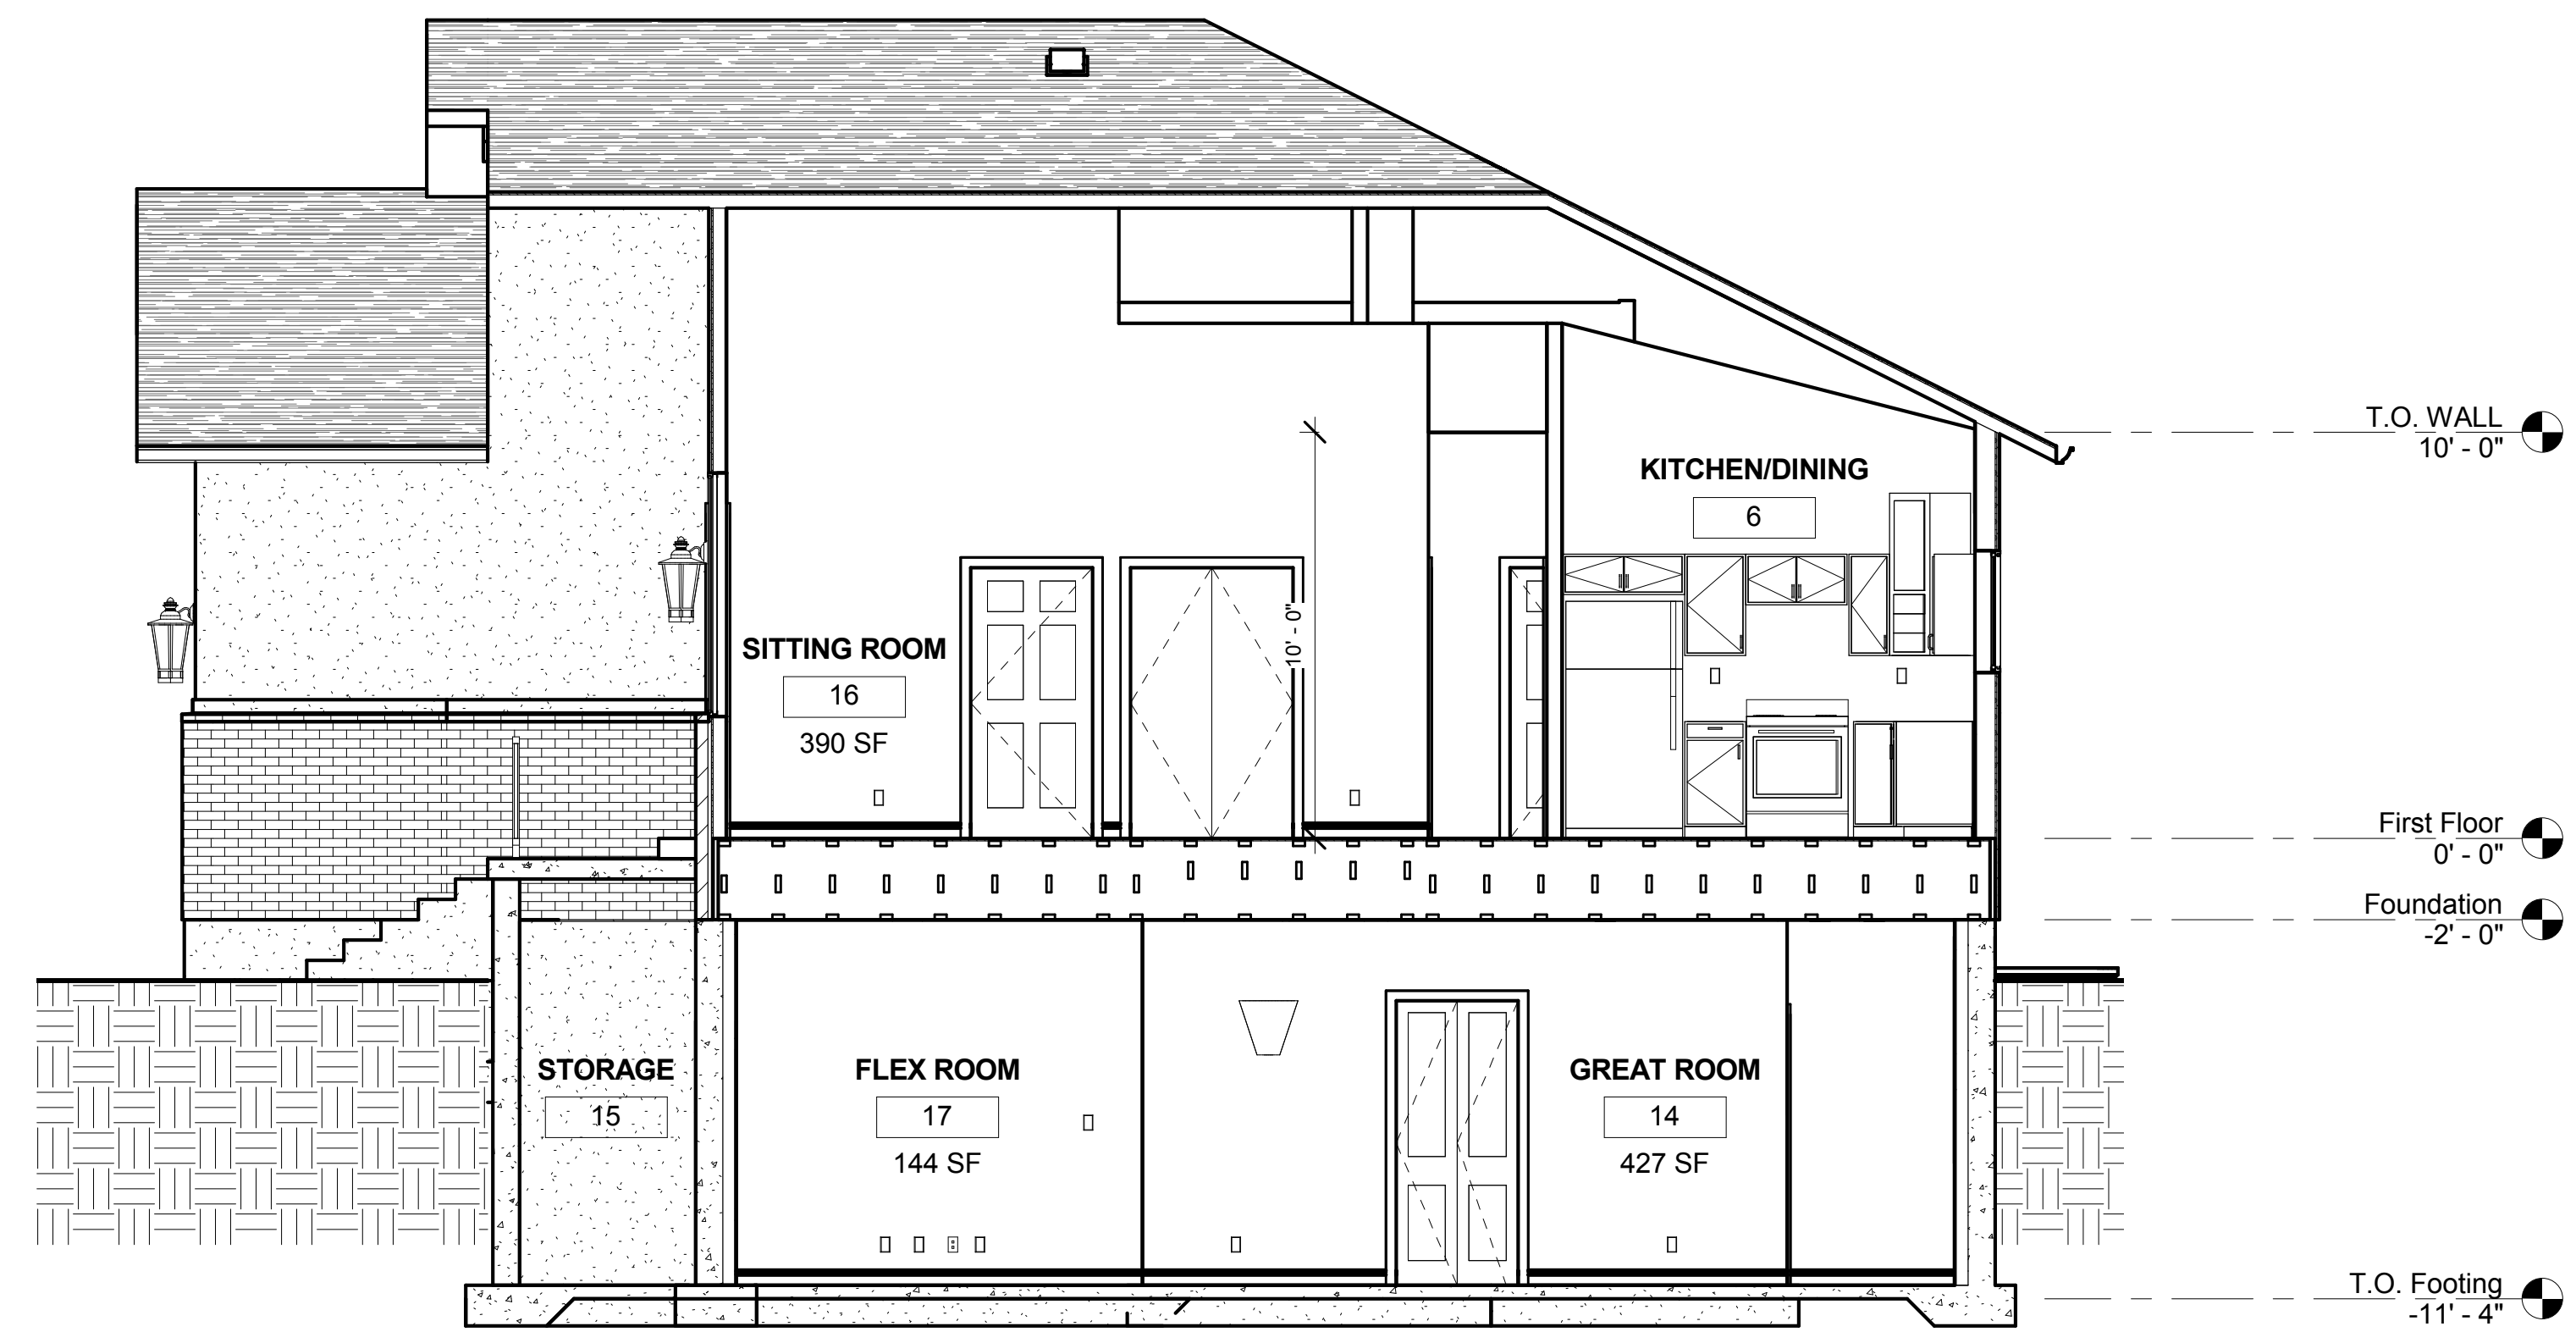 T.O. WALL
10' - 0"
KITCHEN/DINING
6
10' - 0"
SITTING ROOM
16
390 SF
First Floor
0' - 0"
Foundation
-2' - 0"
STORAGE
15
FLEX ROOM
17
144 SF
GREAT ROOM
14
427 SF
T.O. Footing
-11' - 4"